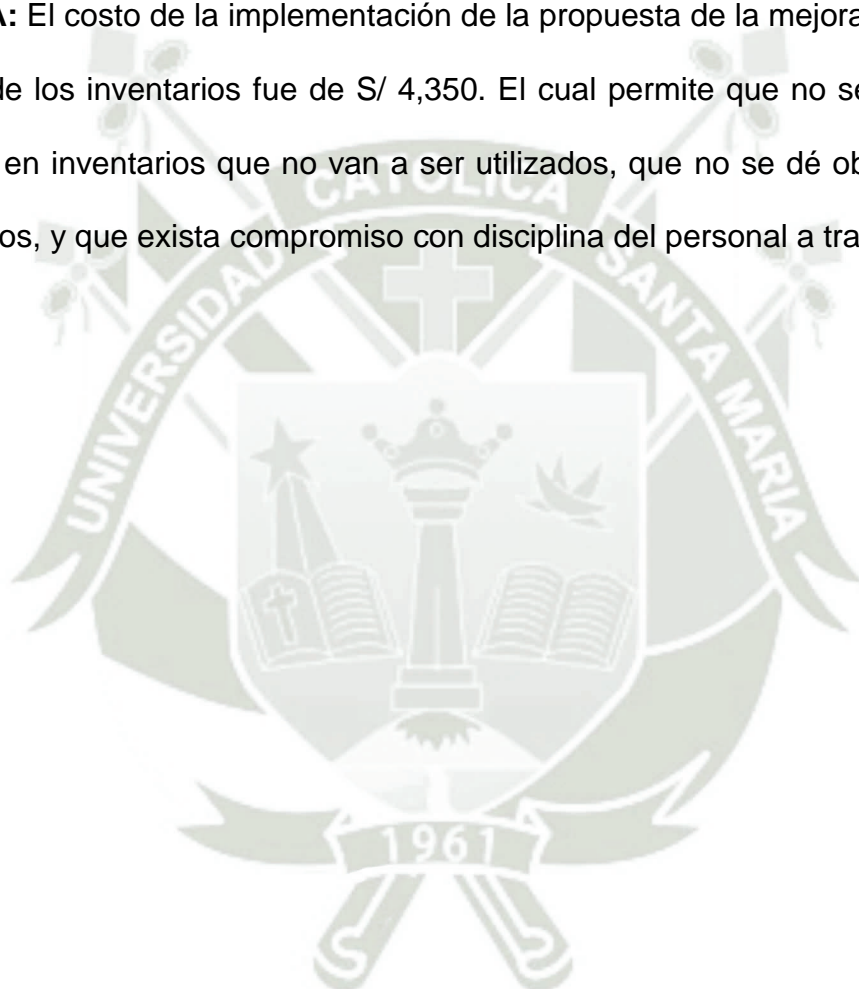 A: El costo de la implementación de la propuesta de la mejora
de los inventarios fue de S/ 4,350. El cual permite que no se
en inventarios que no van a ser utilizados, que no se dé ob
os, y que exista compromiso con disciplina del personal a tra
CATOLICA
UNIVERSIDAD
SANTA MARIA
1961